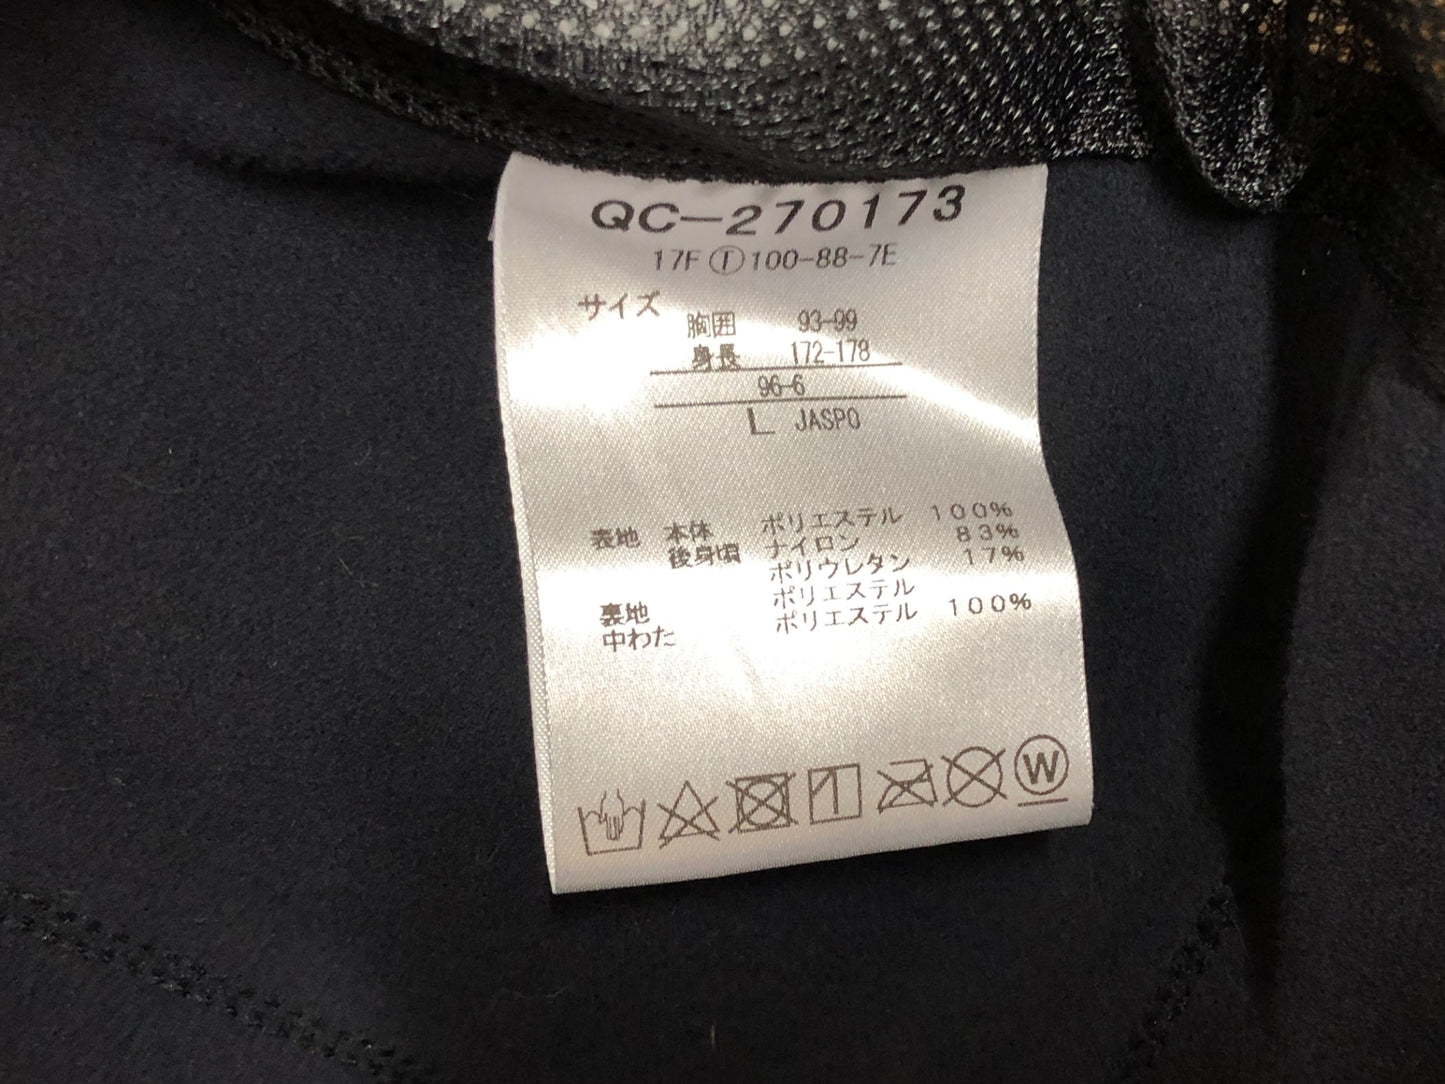 QC-270173
17F Ⓣ 100-88-7E
サイズ
胸囲 93-99
身長 172-178
96-6
L JASPO
表地 本体 ポリエステル 100%
後身頃 ナイロン 83%
ポリウレタン 17%
裏地 ポリエステル
中わた ポリエステル 100%
W